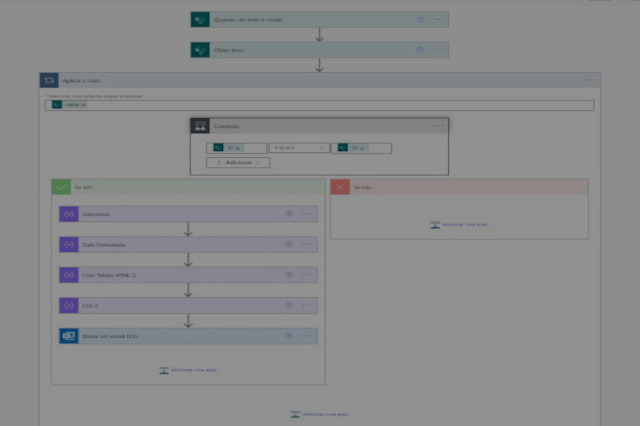 Quando um item é criado
Obter itens
Aplicar a cada
* Selecione uma saída de etapas anteriores
value x
Condição
ID x
é igual a
ID x
Adicionar
Se sim
Se não
Selecionar
Data Formatada
Criar Tabela HTML 2
CSS 2
Enviar um email (V2)
Adicionar uma ação
Adicionar uma ação
Adicionar uma ação